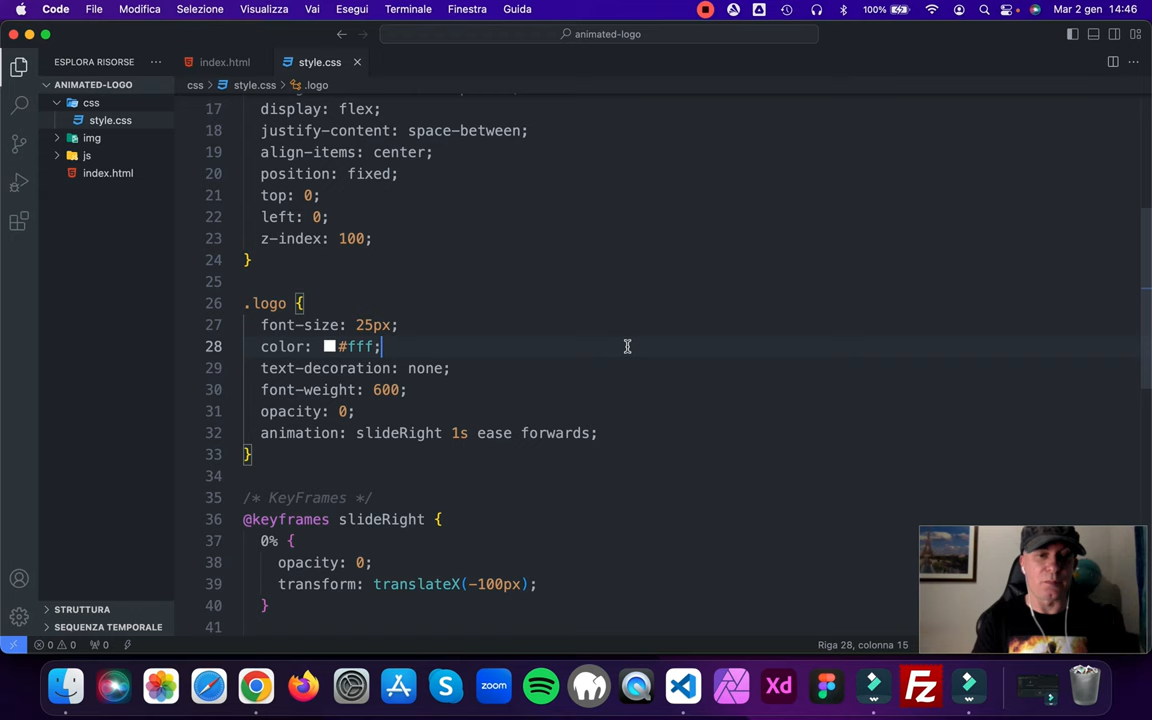 Code File Modifica Selezione Visualizza Vai Esegui Terminale Finestra Guida 100% Mar 2 gen 14:46
animated-logo
ESPLORA RISORSE ··· index.html style.css
ANIMATED-LOGO css > style.css > .logo
css
style.css
img
js
index.html
17 display: flex;
18 justify-content: space-between;
19 align-items: center;
20 position: fixed;
21 top: 0;
22 left: 0;
23 z-index: 100;
24 }
25
26 .logo {
27 font-size: 25px;
28 color: #fff;
29 text-decoration: none;
30 font-weight: 600;
31 opacity: 0;
32 animation: slideRight 1s ease forwards;
33 }
34
35 /* KeyFrames */
36 @keyframes slideRight {
37 0% {
38 opacity: 0;
39 transform: translateX(-100px);
40 }
41
STRUTTURA
SEQUENZA TEMPORALE
0 0 0 Riga 28, colonna 15
zoom Xd Fz